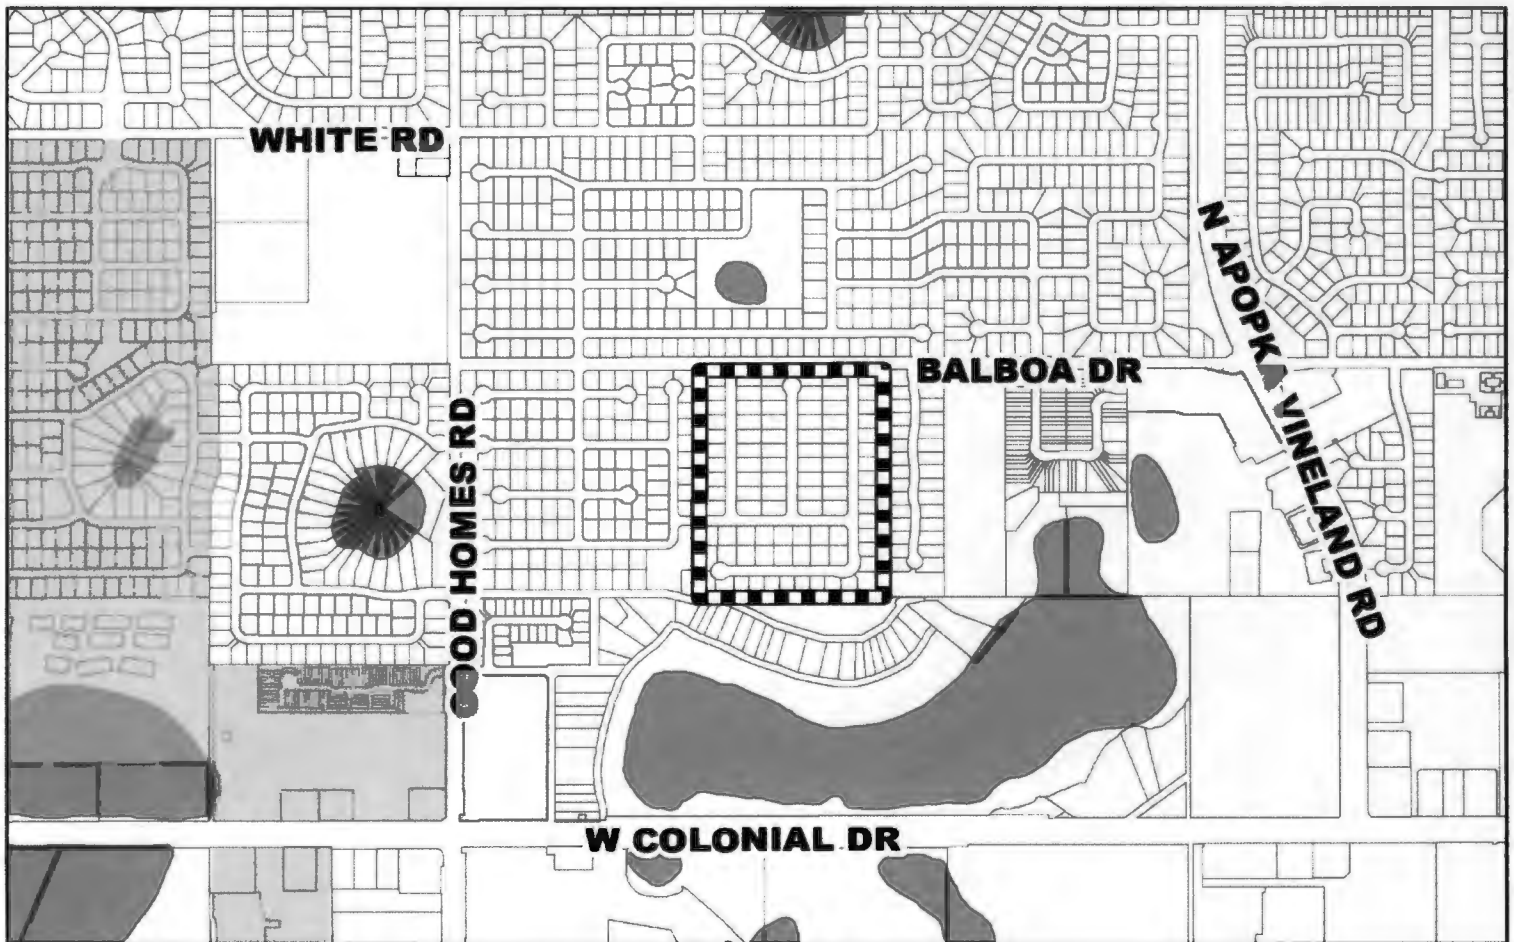 WHITE RD
N APOPKA VINELAND RD
BALBOA DR
GOOD HOMES RD
W COLONIAL DR